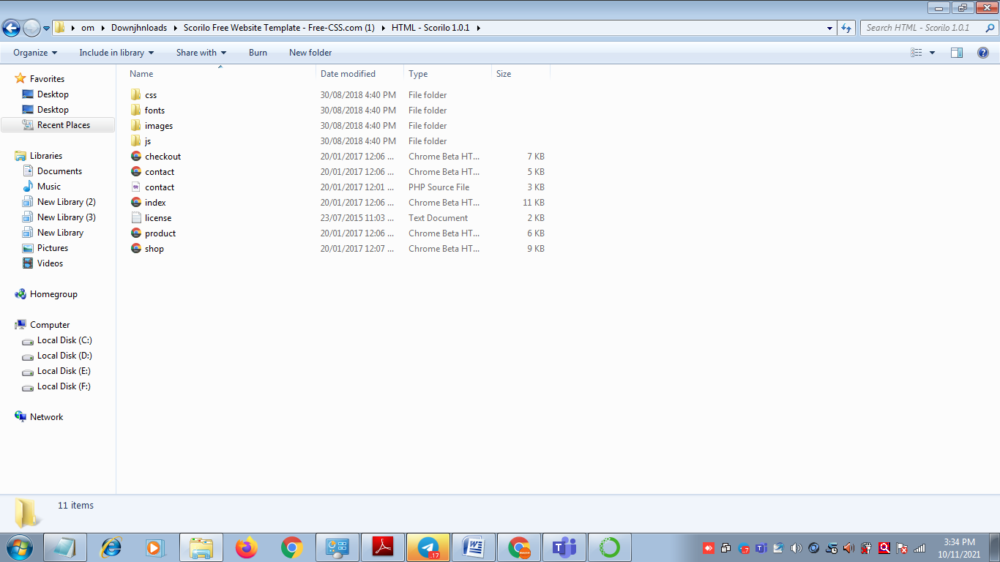 om Downjhnloads Scorilo Free Website Template - Free-CSS.com (1) HTML - Scorilo 1.0.1
Search HTML - Scorilo 1.0.1
Organize Include in library Share with Burn New folder
Favorites
Desktop
Desktop
Recent Places
Libraries
Documents
Music
New Library (2)
New Library (3)
New Library
Pictures
Videos
Homegroup
Computer
Local Disk (C:)
Local Disk (D:)
Local Disk (E:)
Local Disk (F:)
Network
Name Date modified Type Size
css 30/08/2018 4:40 PM File folder
fonts 30/08/2018 4:40 PM File folder
images 30/08/2018 4:40 PM File folder
js 30/08/2018 4:40 PM File folder
checkout 20/01/2017 12:06 ... Chrome Beta HT... 7 KB
contact 20/01/2017 12:06 ... Chrome Beta HT... 5 KB
contact 20/01/2017 12:01 ... PHP Source File 3 KB
index 20/01/2017 12:06 ... Chrome Beta HT... 11 KB
license 23/07/2015 11:03 ... Text Document 2 KB
product 20/01/2017 12:06 ... Chrome Beta HT... 6 KB
shop 20/01/2017 12:07 ... Chrome Beta HT... 9 KB
11 items
.17
3:34 PM
10/11/2021